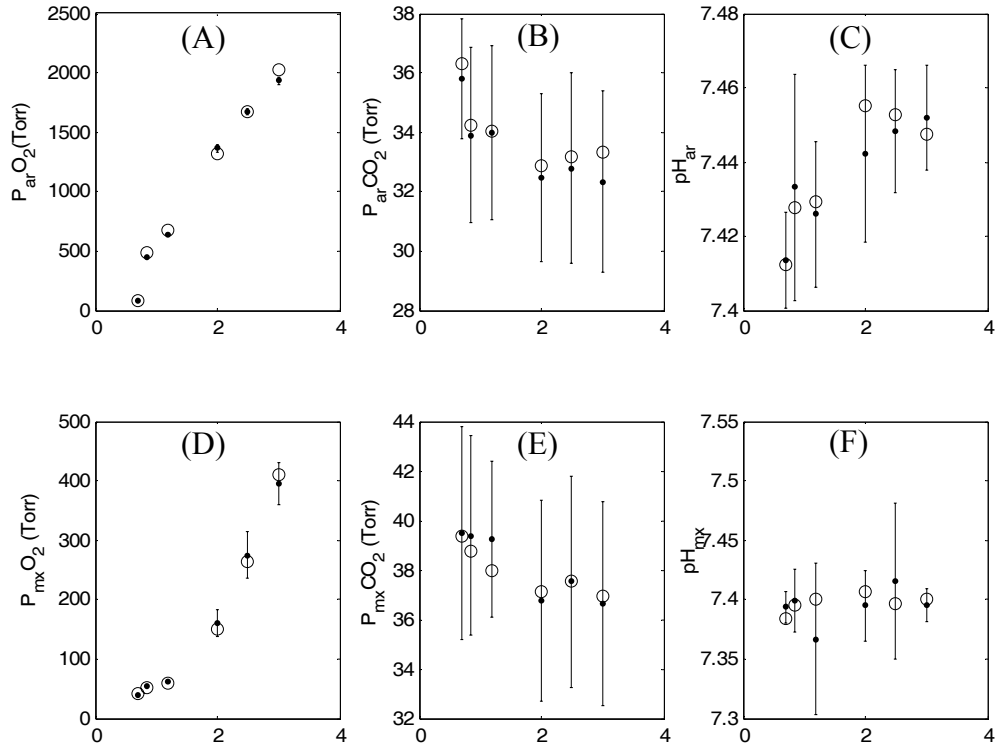 (A)
2500
2000
1500
1000
500
0
0 2 4
P_ar O_2 (Torr)
(B)
38
36
34
32
30
28
0 2 4
P_ar CO_2 (Torr)
(C)
7.48
7.46
7.44
7.42
7.4
0 2 4
pH_ar
(D)
500
400
300
200
100
0
0 2 4
P_mx O_2 (Torr)
(E)
44
42
40
38
36
34
32
0 2 4
P_mx CO_2 (Torr)
(F)
7.55
7.5
7.45
7.4
7.35
7.3
0 2 4
pH_mx